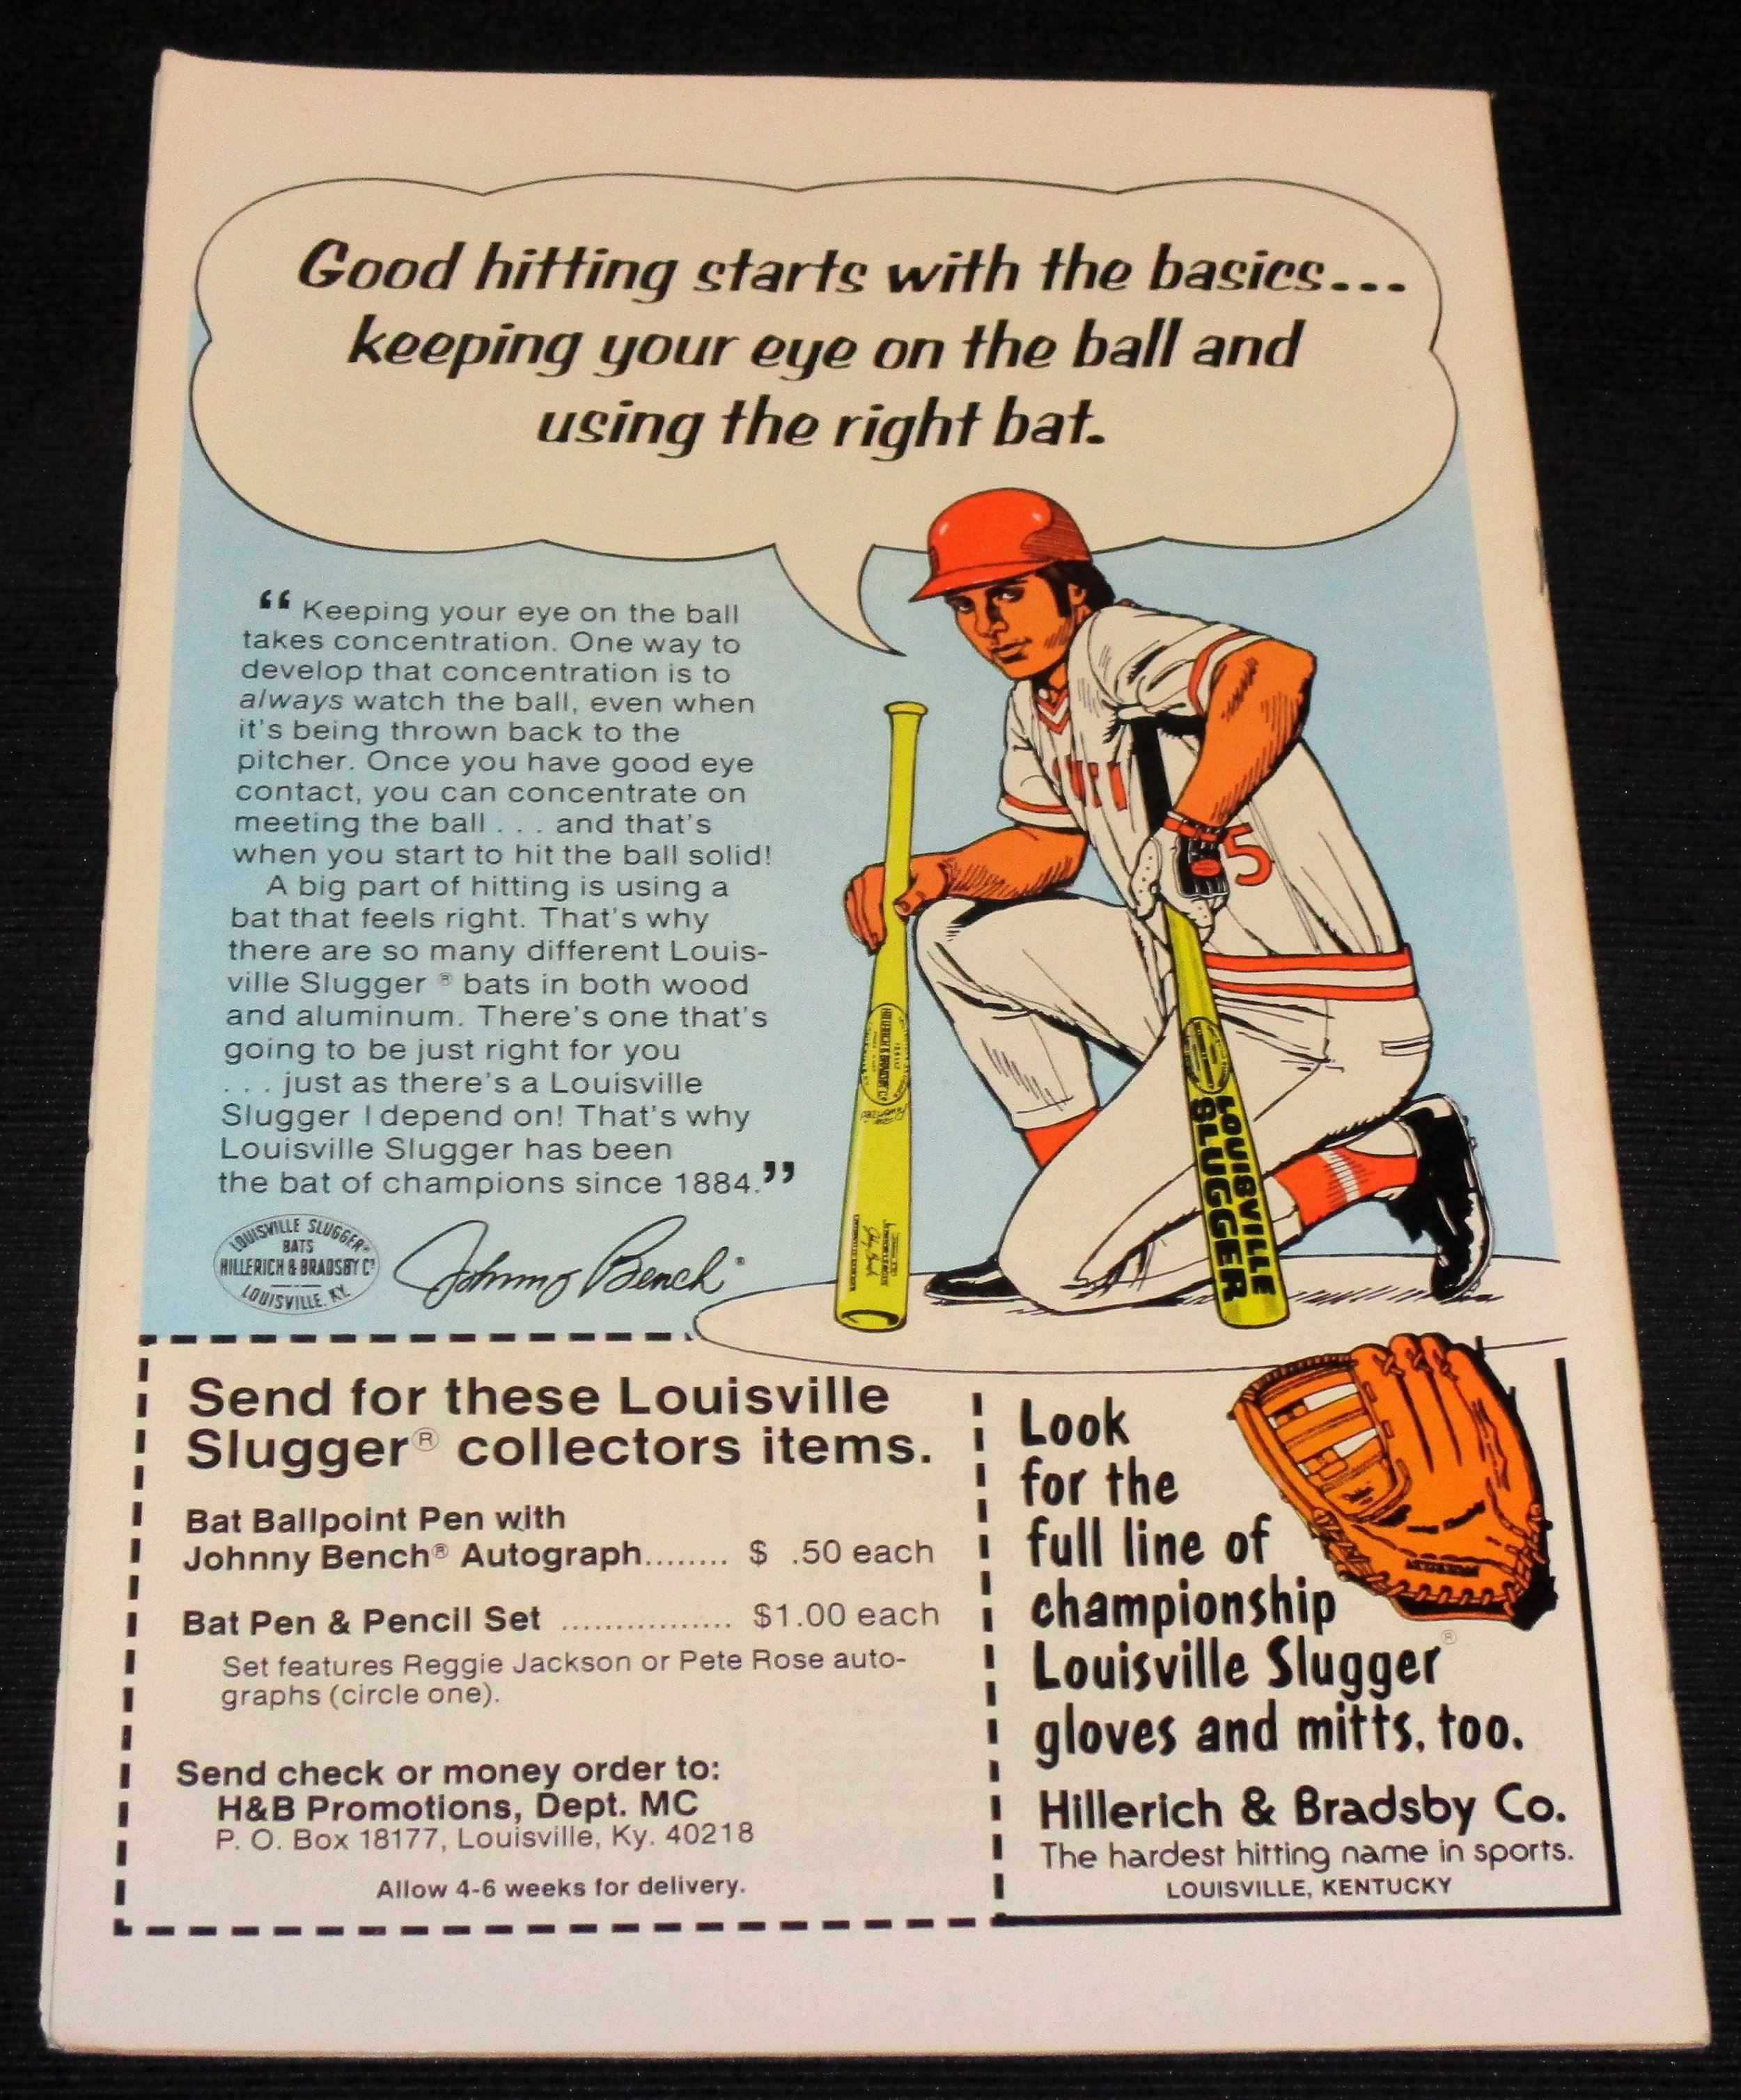 Good hitting starts with the basics...
keeping your eye on the ball and
using the right bat.
“ Keeping your eye on the ball
takes concentration. One way to
develop that concentration is to
always watch the ball, even when
it's being thrown back to the
pitcher. Once you have good eye
contact, you can concentrate on
meeting the ball . . . and that's
when you start to hit the ball solid!
A big part of hitting is using a
bat that feels right. That's why
there are so many different Louis-
ville Slugger ® bats in both wood
and aluminum. There's one that's
going to be just right for you
. . . just as there's a Louisville
Slugger I depend on! That's why
Louisville Slugger has been
the bat of champions since 1884.”
LOUISVILLE SLUGGER®
BATS
HILLERICH & BRADSBY Cº
LOUISVILLE. KY.
Johnny Bench®
5
HILLERICH & BRADSBY Cº
LOUISVILLE
SLUGGER
Send for these Louisville
Slugger® collectors items.
Bat Ballpoint Pen with
Johnny Bench® Autograph........ $ .50 each
Bat Pen & Pencil Set ................ $1.00 each
Set features Reggie Jackson or Pete Rose auto-
graphs (circle one).
Send check or money order to:
H&B Promotions, Dept. MC
P. O. Box 18177, Louisville, Ky. 40218
Allow 4-6 weeks for delivery.
Look
for the
full line of
championship
Louisville Slugger®
gloves and mitts, too.
Hillerich & Bradsby Co.
The hardest hitting name in sports.
LOUISVILLE, KENTUCKY